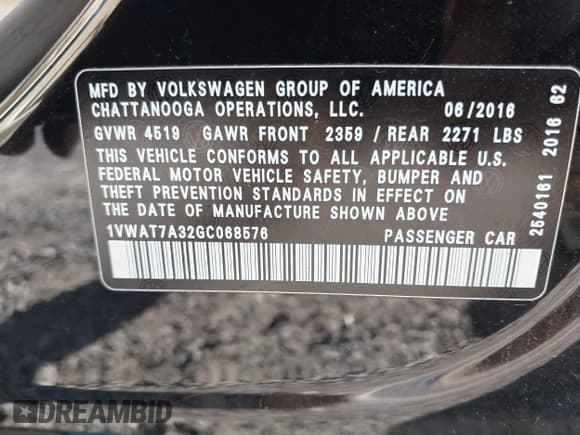 MFD BY VOLKSWAGEN GROUP OF AMERICA
CHATTANOOGA OPERATIONS, LLC. 06/2016
GVWR 4519 GAWR FRONT 2359 / REAR 2271 LBS
THIS VEHICLE CONFORMS TO ALL APPLICABLE U.S.
FEDERAL MOTOR VEHICLE SAFETY, BUMPER AND
THEFT PREVENTION STANDARDS IN EFFECT ON
THE DATE OF MANUFACTURE SHOWN ABOVE
1VWAT7A32GC068576 PASSENGER CAR
2540161 2016 62
DREAMBID